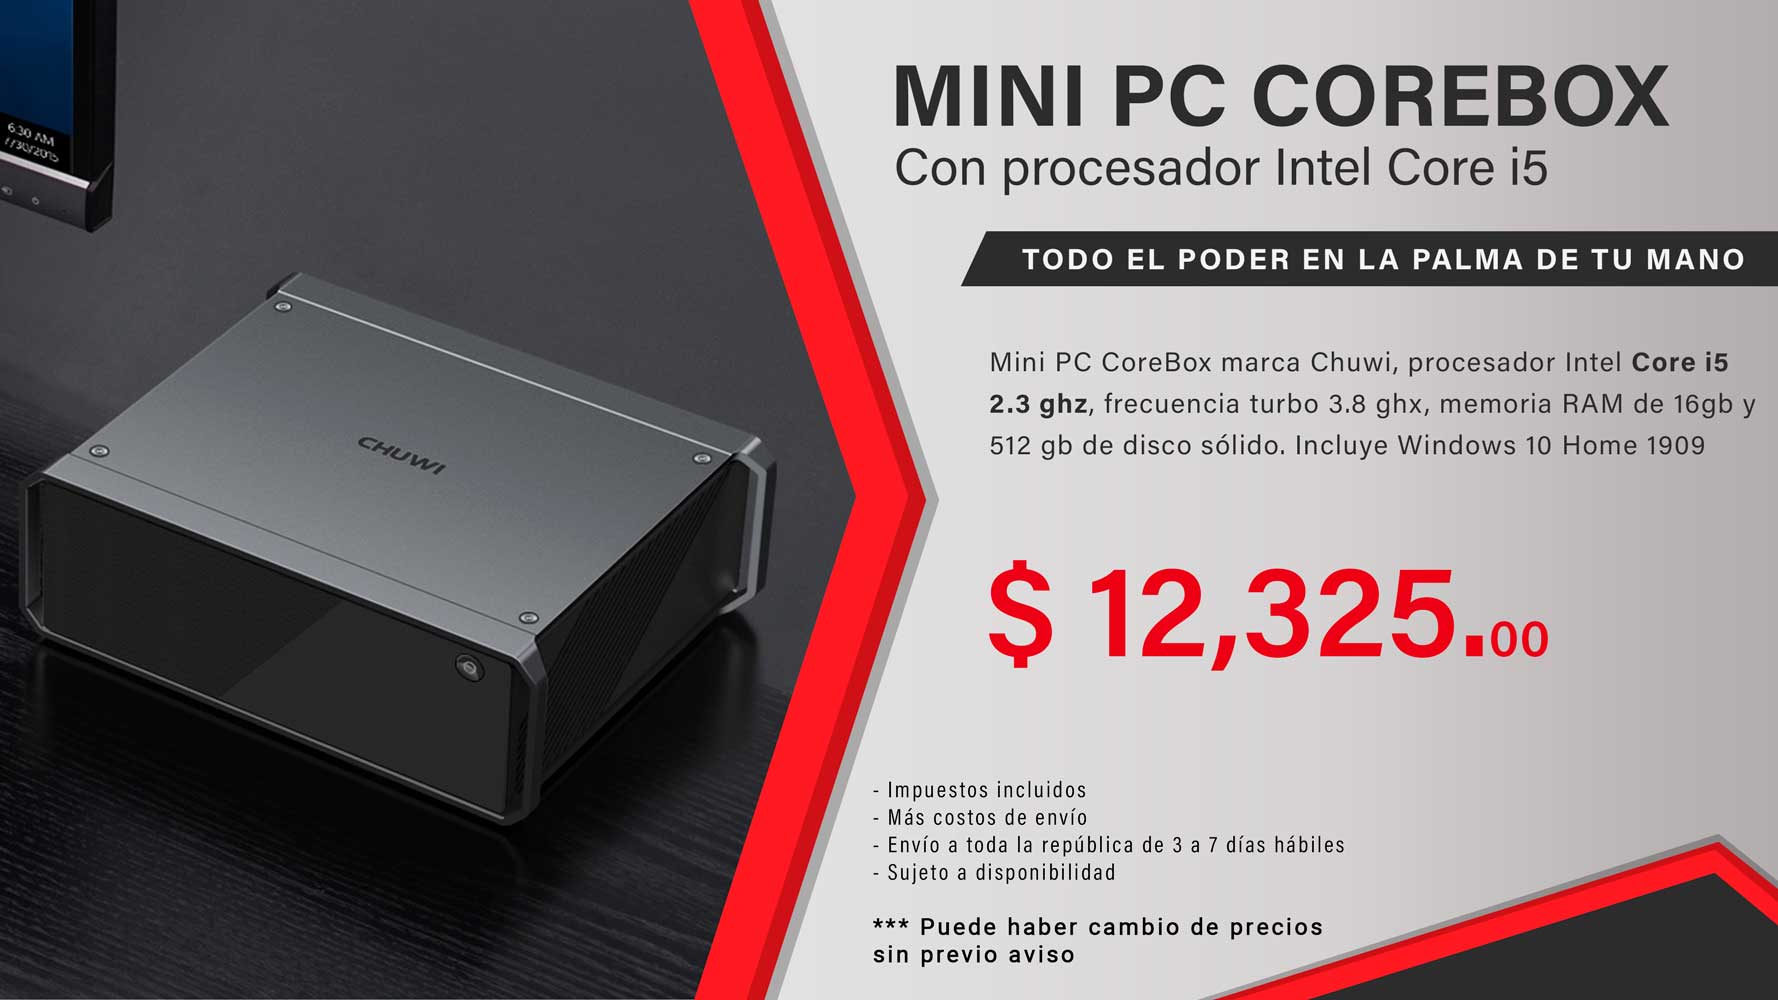 6:30 AM
7/30/2015
CHUWI
MINI PC COREBOX
Con procesador Intel Core i5
TODO EL PODER EN LA PALMA DE TU MANO
Mini PC CoreBox marca Chuwi, procesador Intel Core i5
2.3 ghz, frecuencia turbo 3.8 ghx, memoria RAM de 16gb y
512 gb de disco sólido. Incluye Windows 10 Home 1909
$ 12,325.00
- Impuestos incluidos
- Más costos de envío
- Envío a toda la república de 3 a 7 días hábiles
- Sujeto a disponibilidad
*** Puede haber cambio de precios
sin previo aviso